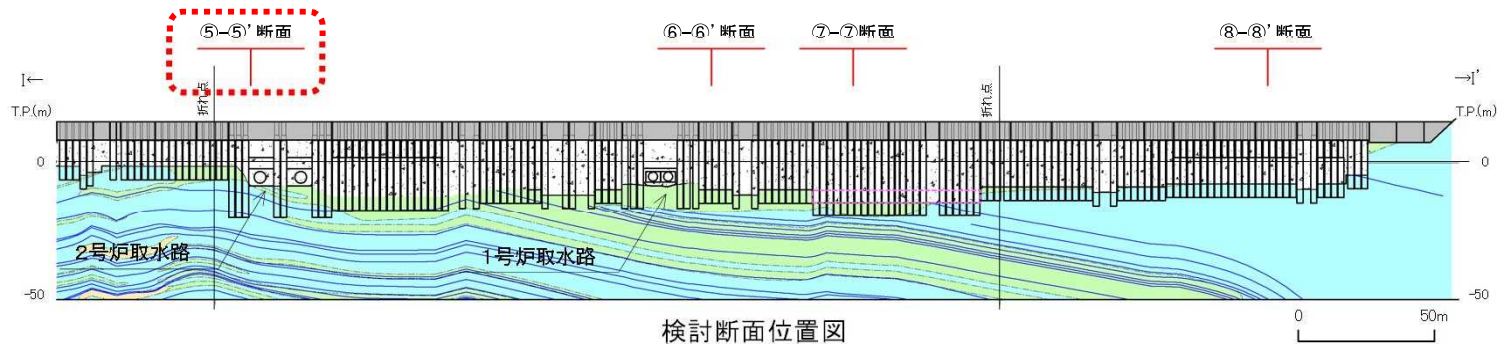 ⑤-⑤’断面
⑥-⑥’断面
⑦-⑦断面
⑧-⑧’断面
I←
→I’
折れ点
折れ点
T.P.(m)
T.P.(m)
0
0
2号炉取水路
1号炉取水路
-50
-50
検討断面位置図
0
50m